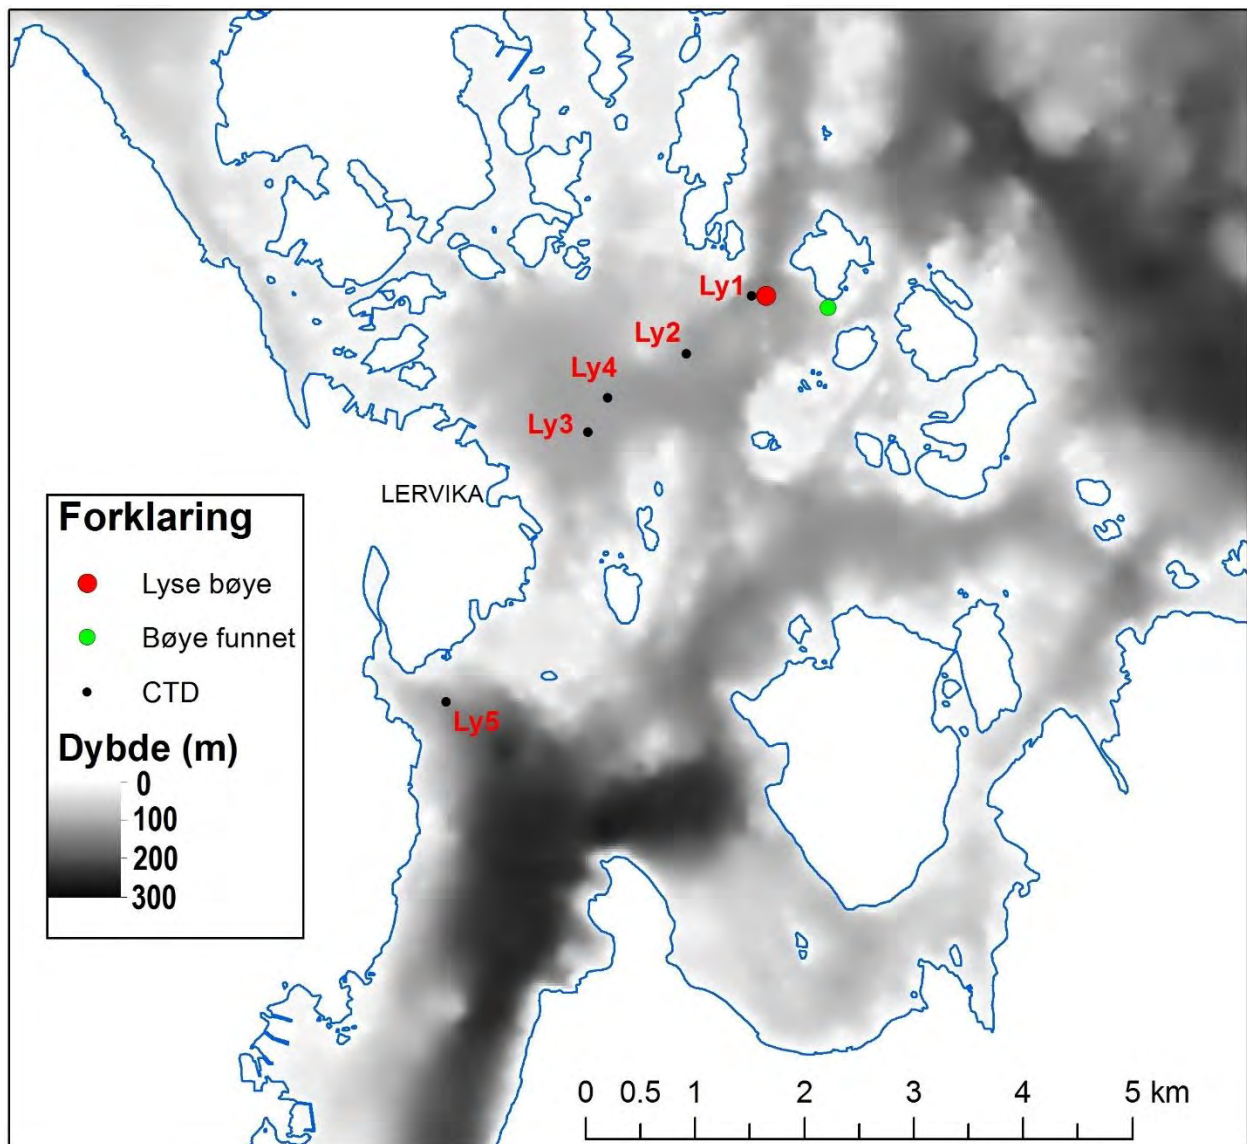 Ly1
Ly2
Ly4
Ly3
LERVIKA
Forklaring
Lyse bøye
Bøye funnet
CTD
Ly5
Dybde (m)
0
100
200
300
0 0.5 1 2 3 4 5 km